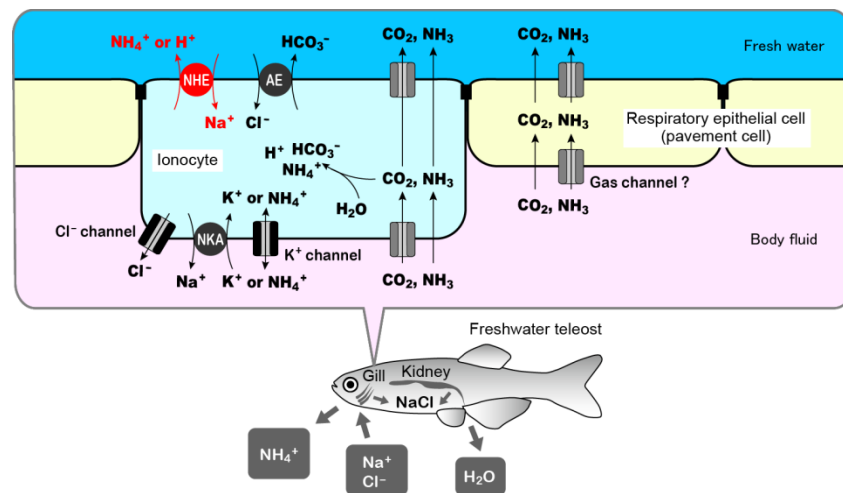 NH₄⁺ or H⁺
HCO₃⁻
CO₂, NH₃
CO₂, NH₃
Fresh water
NHE
AE
Na⁺
Cl⁻
Respiratory epithelial cell
(pavement cell)
Ionocyte
H⁺ HCO₃⁻
NH₄⁺
CO₂, NH₃
CO₂, NH₃
H₂O
Gas channel ?
K⁺ or NH₄⁺
CO₂, NH₃
Cl⁻ channel
NKA
K⁺ channel
Body fluid
Cl⁻
Na⁺
K⁺ or NH₄⁺
CO₂, NH₃
Freshwater teleost
Gill
Kidney
NaCl
NH₄⁺
Na⁺
Cl⁻
H₂O